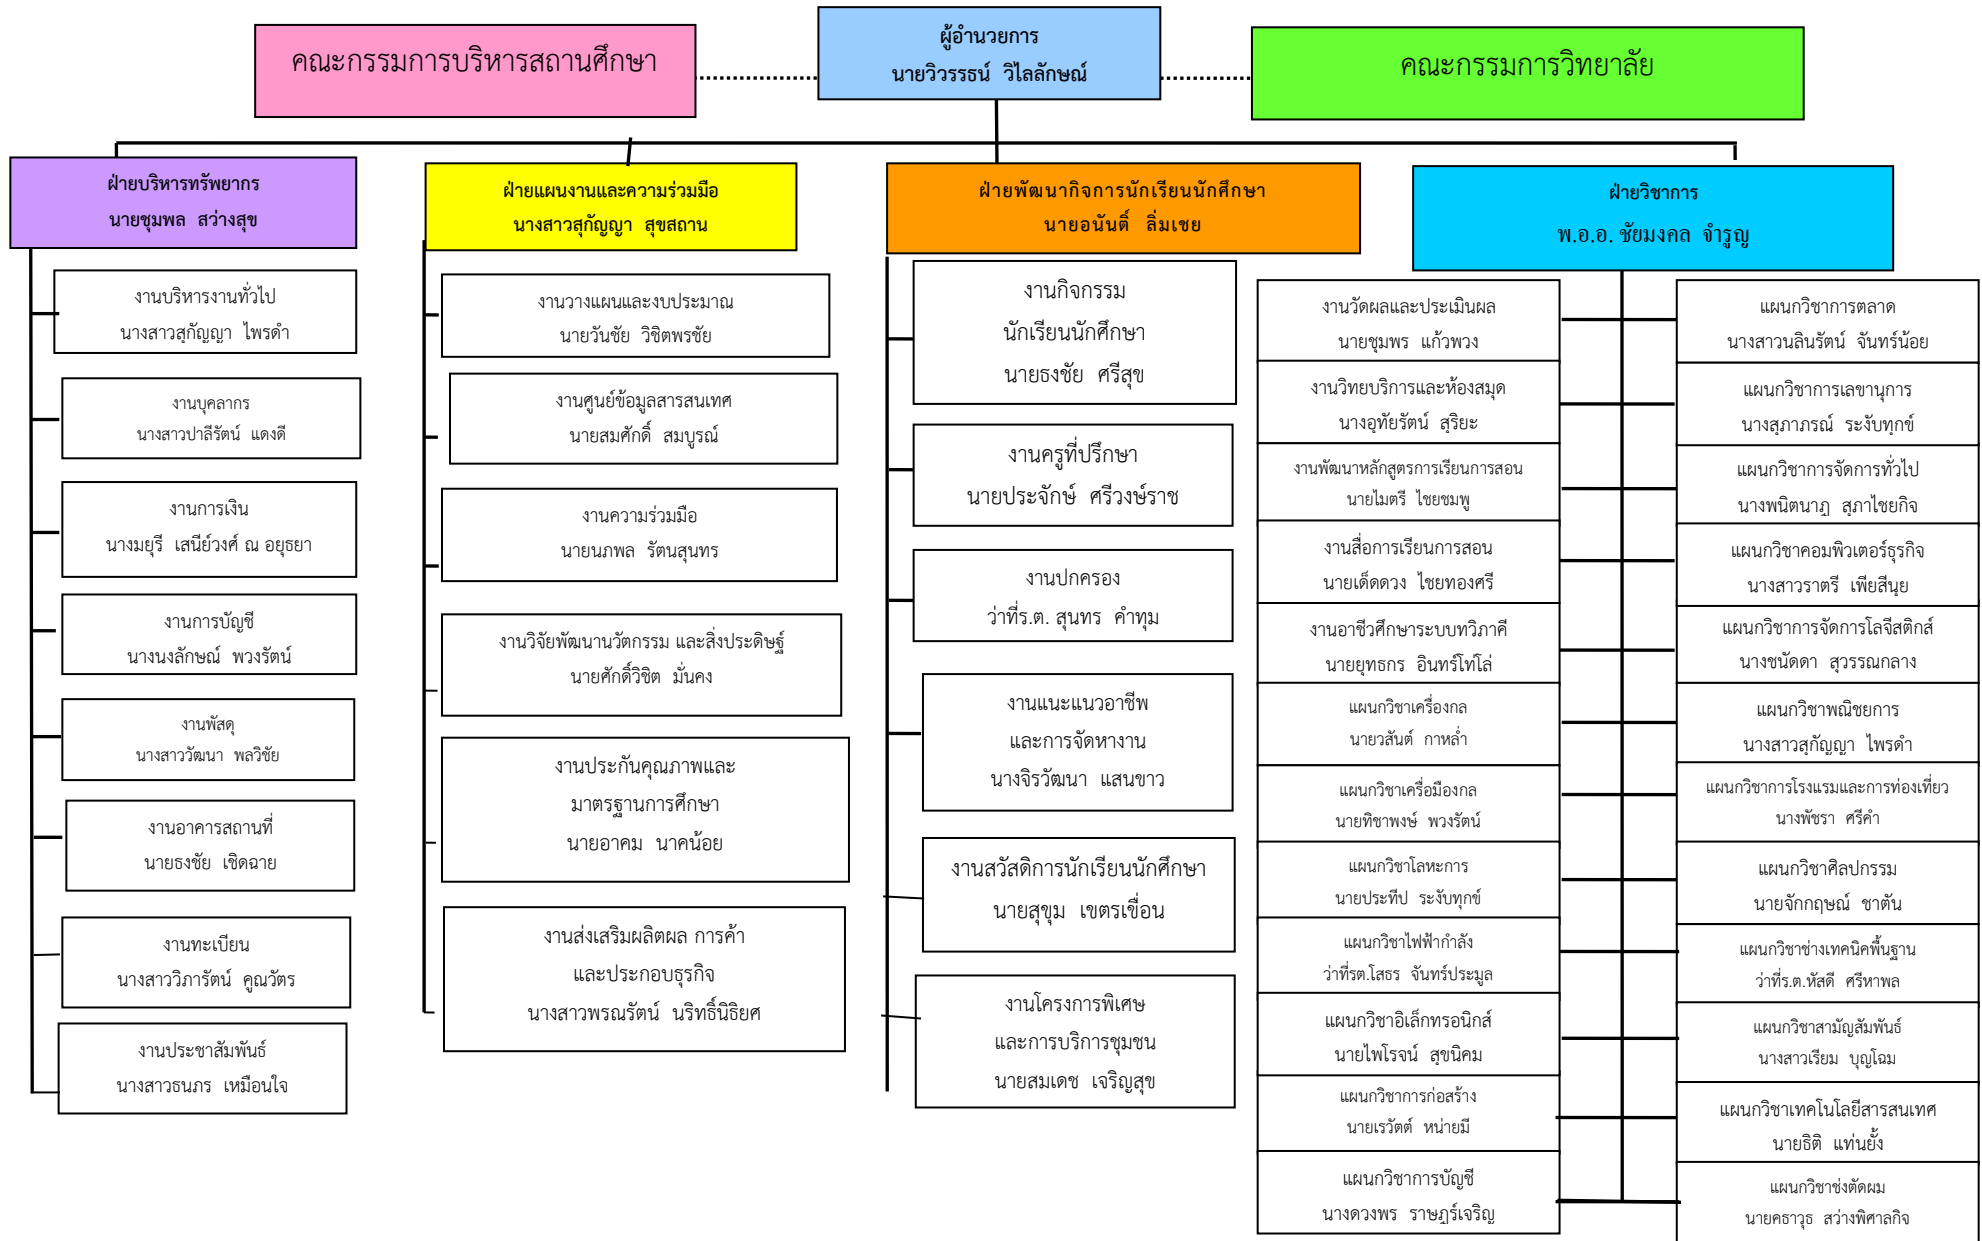 คณะกรรมการบริหารสถานศึกษา
ผู้อำนวยการ
นายวิวรรธน์ วิไลลักษณ์
คณะกรรมการวิทยาลัย
ฝ่ายบริหารทรัพยากร
นายชุมพล สว่างสุข
งานบริหารงานทั่วไป
นางสาวสุกัญญา ไพรดำ
งานบุคลากร
นางสาวปาลีรัตน์ แดงดี
งานการเงิน
นางมยุรี เสนีย์วงศ์ ณ อยุธยา
งานการบัญชี
นางนงลักษณ์ พวงรัตน์
งานพัสดุ
นางสาววัฒนา พลวิชัย
งานอาคารสถานที่
นายธงชัย เชิดฉาย
งานทะเบียน
นางสาววิภารัตน์ คูณวัตร
งานประชาสัมพันธ์
นางสาวธนภร เหมือนใจ
ฝ่ายแผนงานและความร่วมมือ
นางสาวสุกัญญา สุขสถาน
งานวางแผนและงบประมาณ
นายวันชัย วิชิตพรชัย
งานศูนย์ข้อมูลสารสนเทศ
นายสมศักดิ์ สมบูรณ์
งานความร่วมมือ
นายนภพล รัตนสุนทร
งานวิจัยพัฒนานวัตกรรม และสิ่งประดิษฐ์
นายศักดิ์วิชิต มั่นคง
งานประกันคุณภาพและ
มาตรฐานการศึกษา
นายอาคม นาคน้อย
งานส่งเสริมผลิตผล การค้า
และประกอบธุรกิจ
นางสาวพรณรัตน์ นริทธิ์นิธิยศ
ฝ่ายพัฒนากิจการนักเรียนนักศึกษา
นายอนันติ์ ลิ่มเชย
งานกิจกรรม
นักเรียนนักศึกษา
นายธงชัย ศรีสุข
งานครูที่ปรึกษา
นายประจักษ์ ศรีวงษ์ราช
งานปกครอง
ว่าที่ร.ต. สุนทร คำทุม
งานแนะแนวอาชีพ
และการจัดหางาน
นางจิรวัฒนา แสนขาว
งานสวัสดิการนักเรียนนักศึกษา
นายสุขุม เขตรเขื่อน
งานโครงการพิเศษ
และการบริการชุมชน
นายสมเดช เจริญสุข
ฝ่ายวิชาการ
พ.อ.อ. ชัยมงคล จำรูญ
งานวัดผลและประเมินผล
นายชุมพร แก้วพวง
งานวิทยบริการและห้องสมุด
นางอุทัยรัตน์ สุริยะ
งานพัฒนาหลักสูตรการเรียนการสอน
นายไมตรี ไชยชมพู
งานสื่อการเรียนการสอน
นายเด็ดดวง ไชยทองศรี
งานอาชีวศึกษาระบบทวิภาคี
นายยุทธกร อินทร์ไทโล่
แผนกวิชาเครื่องกล
นายวสันต์ กาหล่ำ
แผนกวิชาเครื่อมืองกล
นายทิชาพงษ์ พวงรัตน์
แผนกวิชาโลหะการ
นายประทีป ระงับทุกข์
แผนกวิชาไฟฟ้ากำลัง
ว่าที่รต.โสธร จันทร์ประมูล
แผนกวิชาอิเล็กทรอนิกส์
นายไพโรจน์ สุขนิคม
แผนกวิชาการก่อสร้าง
นายเรวัตต์ หน่ายมี
แผนกวิชาการบัญชี
นางดวงพร ราษฎร์เจริญ
แผนกวิชาการตลาด
นางสาวนลินรัตน์ จันทร์น้อย
แผนกวิชาการเลขานุการ
นางสุภาภรณ์ ระงับทุกข์
แผนกวิชาการจัดการทั่วไป
นางพนิตนาฏ สุภาไชยกิจ
แผนกวิชาคอมพิวเตอร์ธุรกิจ
นางสาวราตรี เพียสีนุย
แผนกวิชาการจัดการโลจีสติกส์
นางชนัดดา สุวรรณกลาง
แผนกวิชาพณิชยการ
นางสาวสุกัญญา ไพรดำ
แผนกวิชาการโรงแรมและการท่องเที่ยว
นางพัชรา ศรีคำ
แผนกวิชาศิลปกรรม
นายจักกฤษณ์ ชาตัน
แผนกวิชาช่างเทคนิคพื้นฐาน
ว่าที่ร.ต.หัสดี ศรีหาพล
แผนกวิชาสามัญสัมพันธ์
นางสาวเรียม บุญโฉม
แผนกวิชาเทคโนโลยีสารสนเทศ
นายธิติ แท่นยั้ง
แผนกวิชาช่งตัดผม
นายคธาวุธ สว่างพิศาลกิจ